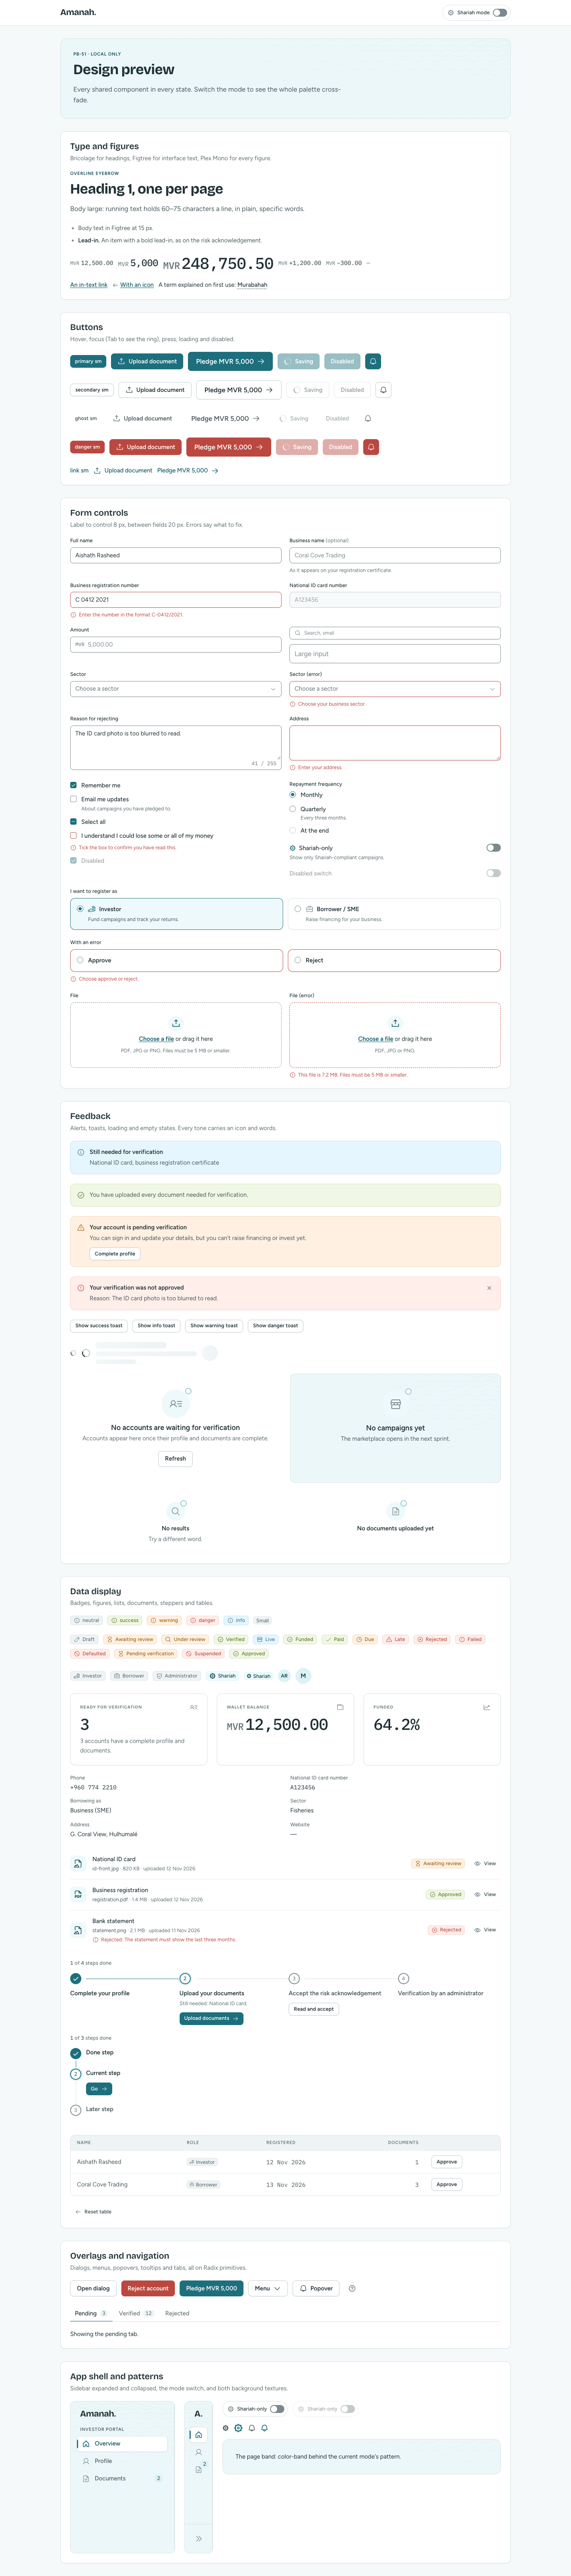 Amanah.
Shariah mode
PB-51 · LOCAL ONLY
Design preview
Every shared component in every state. Switch the mode to see the whole palette cross-
fade.
Type and figures
Bricolage for headings, Figtree for interface text, Plex Mono for every figure.
OVERLINE EYEBROW
Heading 1, one per page
Body large: running text holds 60–75 characters a line, in plain, specific words.
Body text in Figtree at 15 px.
Lead-in. An item with a bold lead-in, as on the risk acknowledgement.
MVR 12,500.00 MVR 5,000 MVR 248,750.50 MVR +1,200.00 MVR −300.00 —
An in-text link ← With an icon A term explained on first use: Murabahah
Buttons
Hover, focus (Tab to see the ring), press, loading and disabled.
primary sm Upload document Pledge MVR 5,000 → Saving Disabled
secondary sm Upload document Pledge MVR 5,000 → Saving Disabled
ghost sm Upload document Pledge MVR 5,000 → Saving Disabled
danger sm Upload document Pledge MVR 5,000 → Saving Disabled
link sm Upload document Pledge MVR 5,000 →
Form controls
Label to control 8 px, between fields 20 px. Errors say what to fix.
Full name
Aishath Rasheed
Business name (optional)
Coral Cove Trading
As it appears on your registration certificate.
Business registration number
C 0412 2021
Enter the number in the format C-0412/2021.
National ID card number
A123456
Amount
MVR 5,000.00
Search, small
Large input
Sector
Choose a sector
Sector (error)
Choose a sector
Choose your business sector.
Reason for rejecting
The ID card photo is too blurred to read.
41 / 255
Address
Enter your address.
Remember me
Email me updates
About campaigns you have pledged to.
Select all
I understand I could lose some or all of my money
Tick the box to confirm you have read this.
Disabled
Repayment frequency
Monthly
Quarterly
Every three months.
At the end
Shariah-only
Show only Shariah-compliant campaigns.
Disabled switch
I want to register as
Investor
Fund campaigns and track your returns.
Borrower / SME
Raise financing for your business.
With an error
Approve
Reject
Choose approve or reject.
File
Choose a file or drag it here
PDF, JPG or PNG. Files must be 5 MB or smaller.
File (error)
Choose a file or drag it here
PDF, JPG or PNG.
This file is 7.2 MB. Files must be 5 MB or smaller.
Feedback
Alerts, toasts, loading and empty states. Every tone carries an icon and words.
Still needed for verification
National ID card, business registration certificate
You have uploaded every document needed for verification.
Your account is pending verification
You can sign in and update your details, but you can't raise financing or invest yet.
Complete profile
Your verification was not approved
Reason: The ID card photo is too blurred to read.
Show success toast Show info toast Show warning toast Show danger toast
No accounts are waiting for verification
Accounts appear here once their profile and documents are complete.
Refresh
No campaigns yet
The marketplace opens in the next sprint.
No results
Try a different word.
No documents uploaded yet
Data display
Badges, figures, lists, documents, steppers and tables.
neutral success warning danger info Small
Draft Awaiting review Under review Verified Live Funded Paid Due Late Rejected Failed
Defaulted Pending verification Suspended Approved
Investor Borrower Administrator Shariah Shariah AR M
READY FOR VERIFICATION
3
3 accounts have a complete profile and
documents.
WALLET BALANCE
MVR 12,500.00
FUNDED
64.2%
Phone
+960 774 2210
National ID card number
A123456
Borrowing as
Business (SME)
Sector
Fisheries
Address
G. Coral View, Hulhumalé
Website
—
National ID card
id-front.jpg · 820 KB · uploaded 12 Nov 2026
Awaiting review View
Business registration
registration.pdf · 1.4 MB · uploaded 12 Nov 2026
PDF
Approved View
Bank statement
statement.png · 2.1 MB · uploaded 11 Nov 2026
Rejected: The statement must show the last three months.
Rejected View
1 of 4 steps done
2 3 4
Complete your profile
Upload your documents
Still needed: National ID card.
Upload documents →
Accept the risk acknowledgement
Read and accept
Verification by an administrator
1 of 3 steps done
Done step
2 Current step
Go →
3 Later step
NAME ROLE REGISTERED DOCUMENTS
Aishath Rasheed Investor 12 Nov 2026 1 Approve
Coral Cove Trading Borrower 13 Nov 2026 3 Approve
← Reset table
Overlays and navigation
Dialogs, menus, popovers, tooltips and tabs, all on Radix primitives.
Open dialog Reject account Pledge MVR 5,000 Menu Popover
Pending 3 Verified 12 Rejected
Showing the pending tab.
App shell and patterns
Sidebar expanded and collapsed, the mode switch, and both background textures.
Amanah.
INVESTOR PORTAL
Overview
Profile
Documents 2
A.
2
Shariah-only Shariah-only
The page band: color-band behind the current mode's pattern.